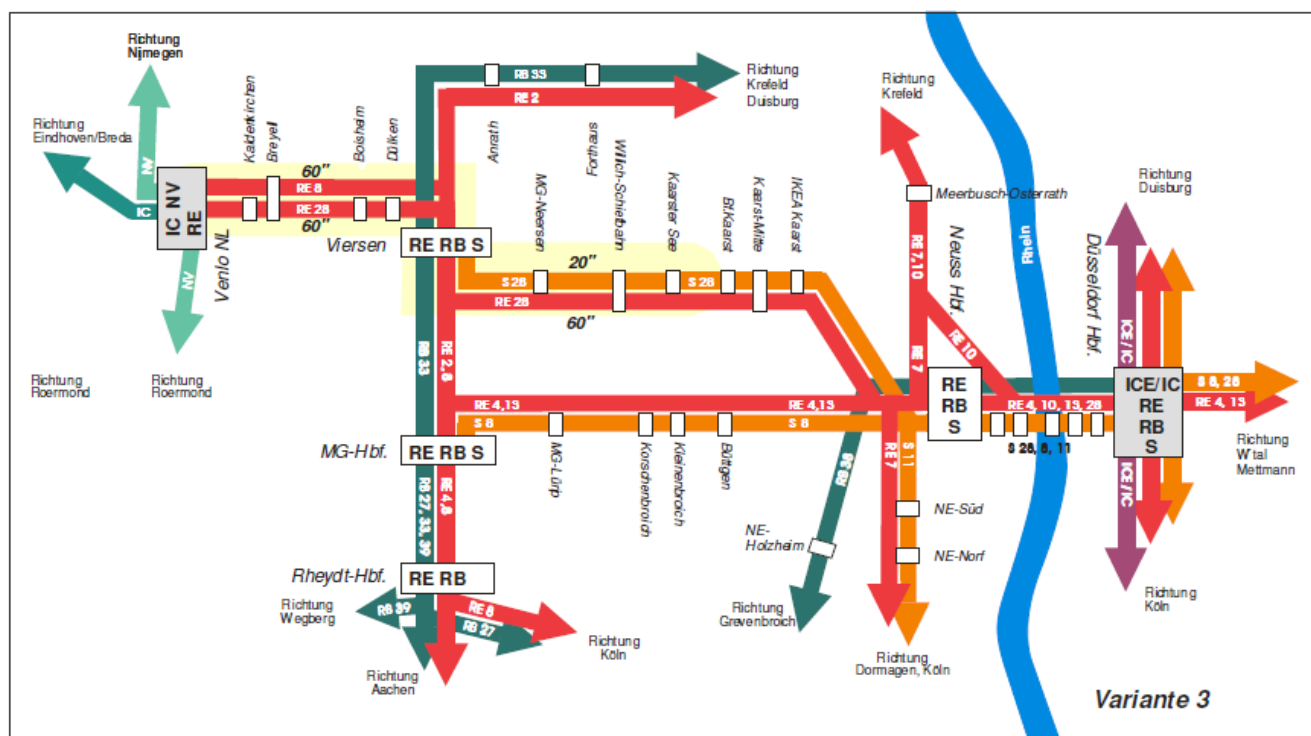 Richtung
Nijmegen
Richtung
Eindhoven/Breda
NV
IC
IC NV
RE
Venlo NL
NV
Richtung
Roermond
Richtung
Roermond
Kaldenkirchen
Breyell
Boisheim
Dülken
60"
RE 8
RE 28
60"
Viersen
RE RB S
RB 33
RE 2
Anrath
Forthaus
Richtung
Krefeld
Duisburg
MG-Neersen
Willich-Schiefbahn
Kaarster See
Bf.Kaarst
Kaarst-Mitte
IKEA Kaarst
20"
S 28
S 28
RE 28
60"
RB 33
RE 2, 8
RE 4,13
RE 4,13
S 8
S 8
MG-Hbf.
RE RB S
MG-Lürip
Korschenbroich
Kleinenbroich
Büttgen
RB 27, 33, 39
RE 4,8
Rheydt-Hbf.
RE RB
Richtung
Wegberg
RB 39
RE 8
RB 27
Richtung
Köln
Richtung
Aachen
Richtung
Krefeld
Meerbusch-Osterrath
RE 7,10
RE 10
RE 7
Neuss Hbf.
RE
RB
S
RE 7
S 11
RB 38
NE-
Holzheim
Richtung
Grevenbroich
NE-Süd
NE-Norf
Richtung
Dormagen, Köln
Rhein
RE 4, 10, 13, 28
S 28, 8, 11
Düsseldorf Hbf.
Richtung
Duisburg
ICE / IC
ICE/ IC
RE
RB
S
ICE / IC
S 8, 28
RE 4, 13
Richtung
W'tal
Mettmann
Richtung
Köln
Variante 3